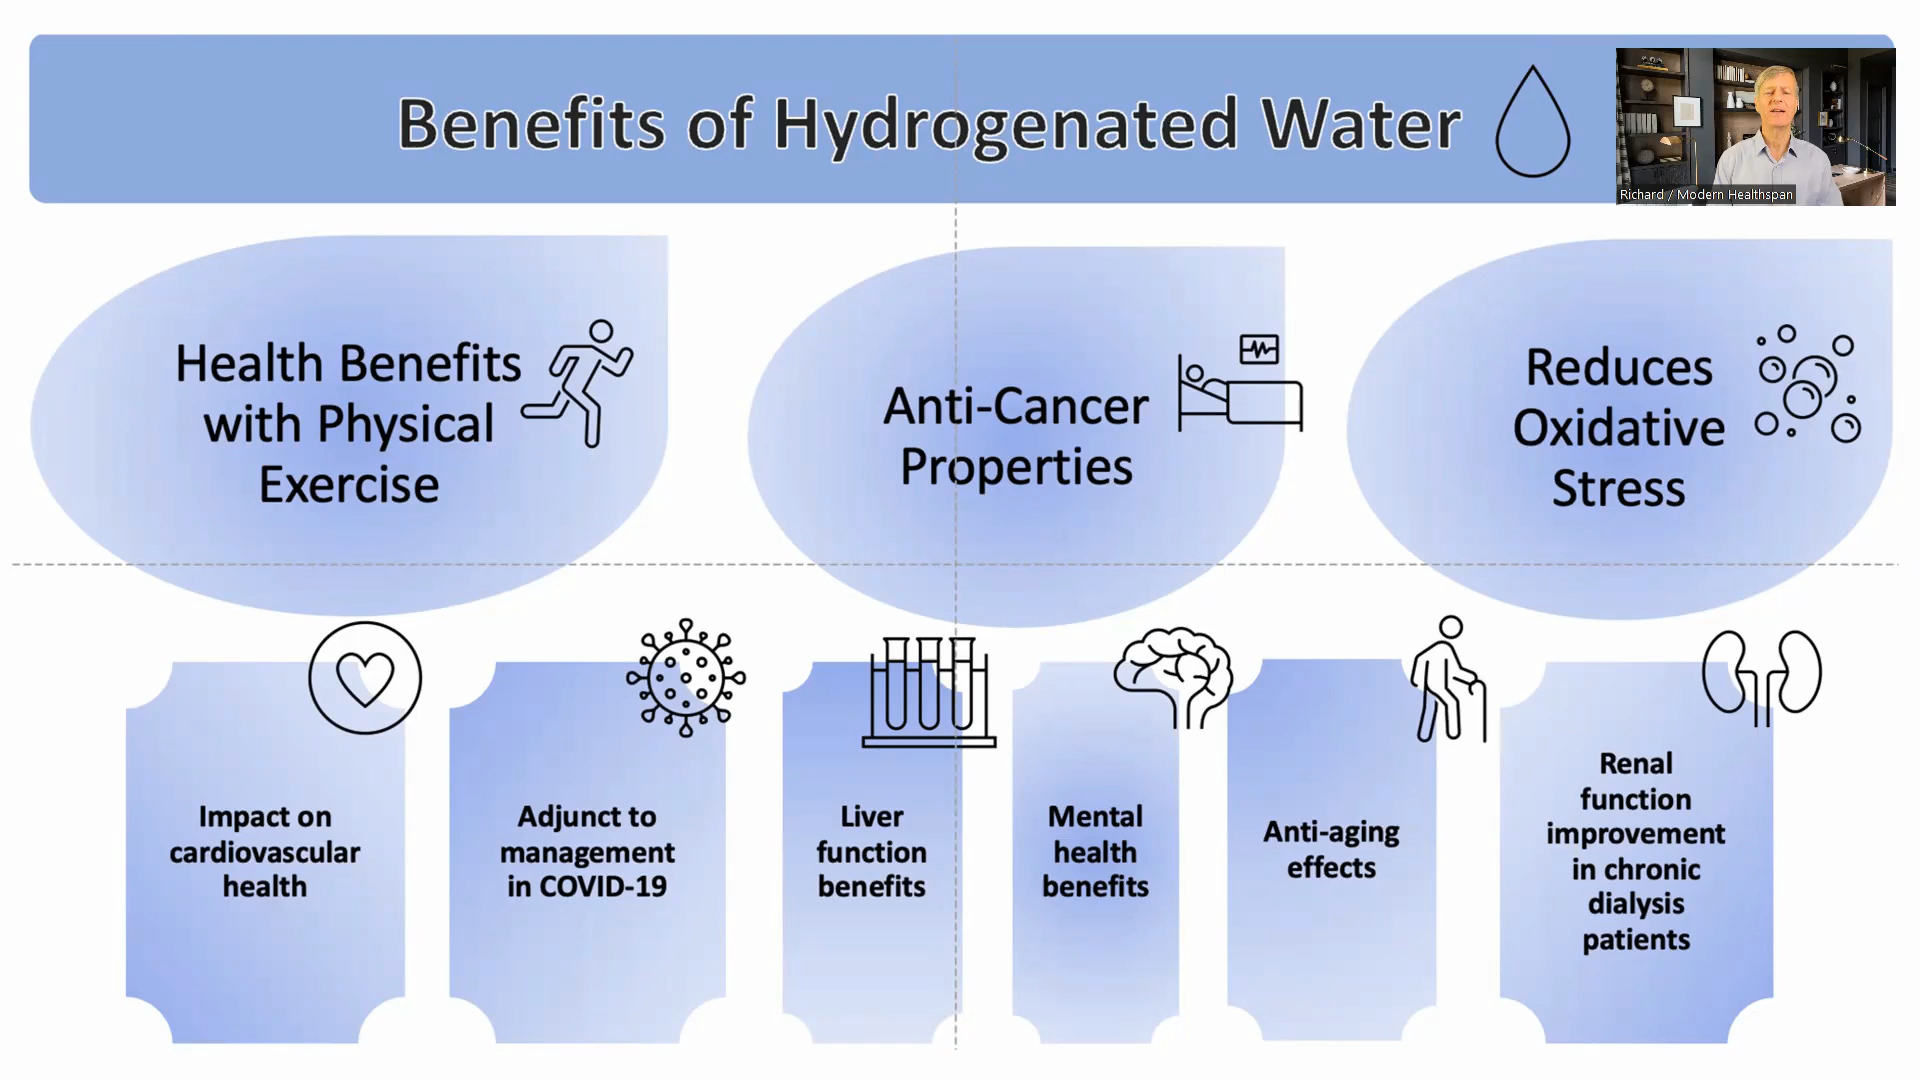 Benefits of Hydrogenated Water
Richard / Modern Healthspan
Health Benefits
with Physical
Exercise
Anti-Cancer
Properties
Reduces
Oxidative
Stress
Impact on
cardiovascular
health
Adjunct to
management
in COVID-19
Liver
function
benefits
Mental
health
benefits
Anti-aging
effects
Renal
function
improvement
in chronic
dialysis
patients